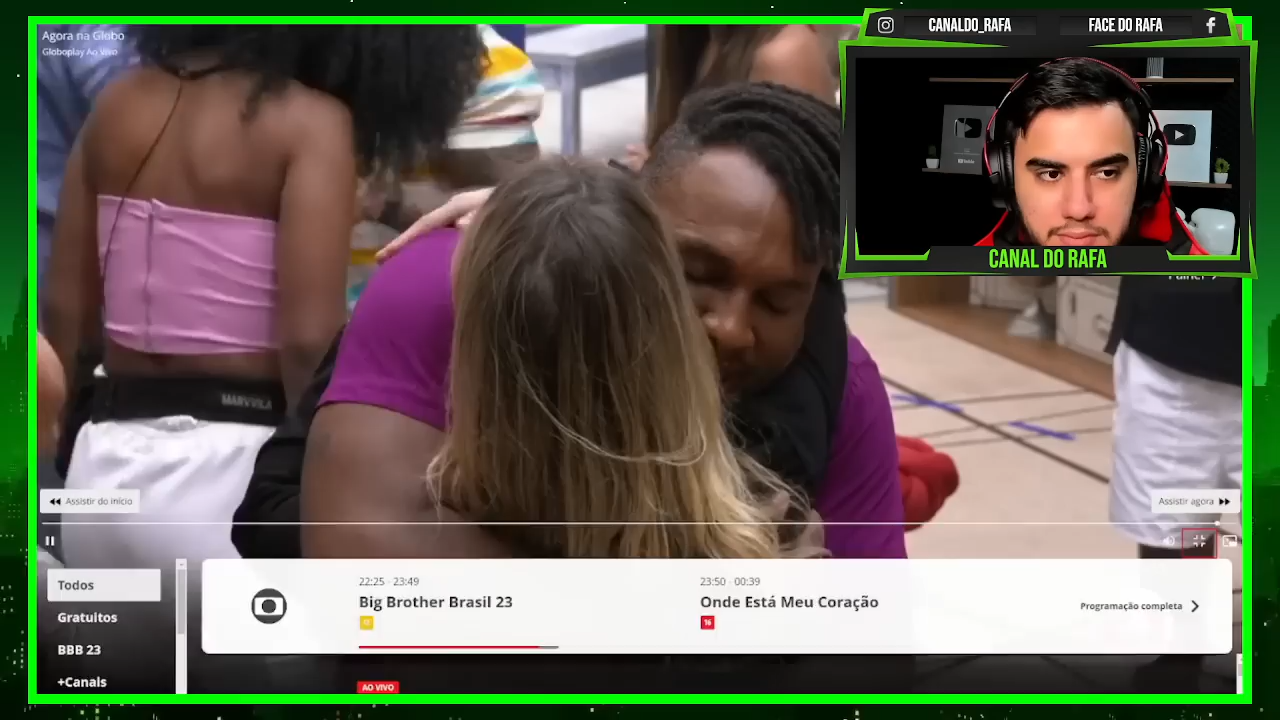 Agora na Globo
Globoplay Ao Vivo
CANALDO_RAFA
FACE DO RAFA
CANAL DO RAFA
Painel
Assistir do início
Assistir agora
Todos
Gratuitos
BBB 23
+Canais
22:25 - 23:49
Big Brother Brasil 23
23:50 - 00:39
Onde Está Meu Coração
16
Programação completa
AO VIVO